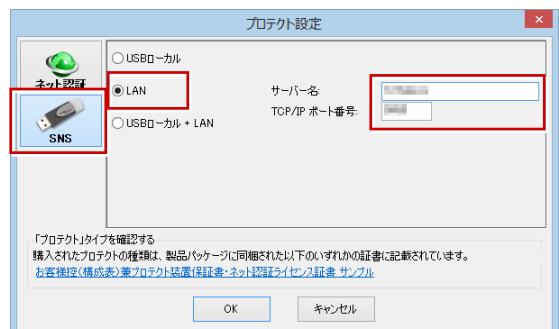 プロテクト設定
ネット認証
SNS
USBローカル
LAN
USBローカル + LAN
サーバー名:
TCP/IP ポート番号:
「プロテクト」タイプを確認する
購入されたプロテクトの種類は、製品パッケージに同梱された以下のいずれかの証書に記載されています。
お客様控(構成表)兼プロテクト装置保証書・ネット認証ライセンス証書 サンプル
OK
キャンセル